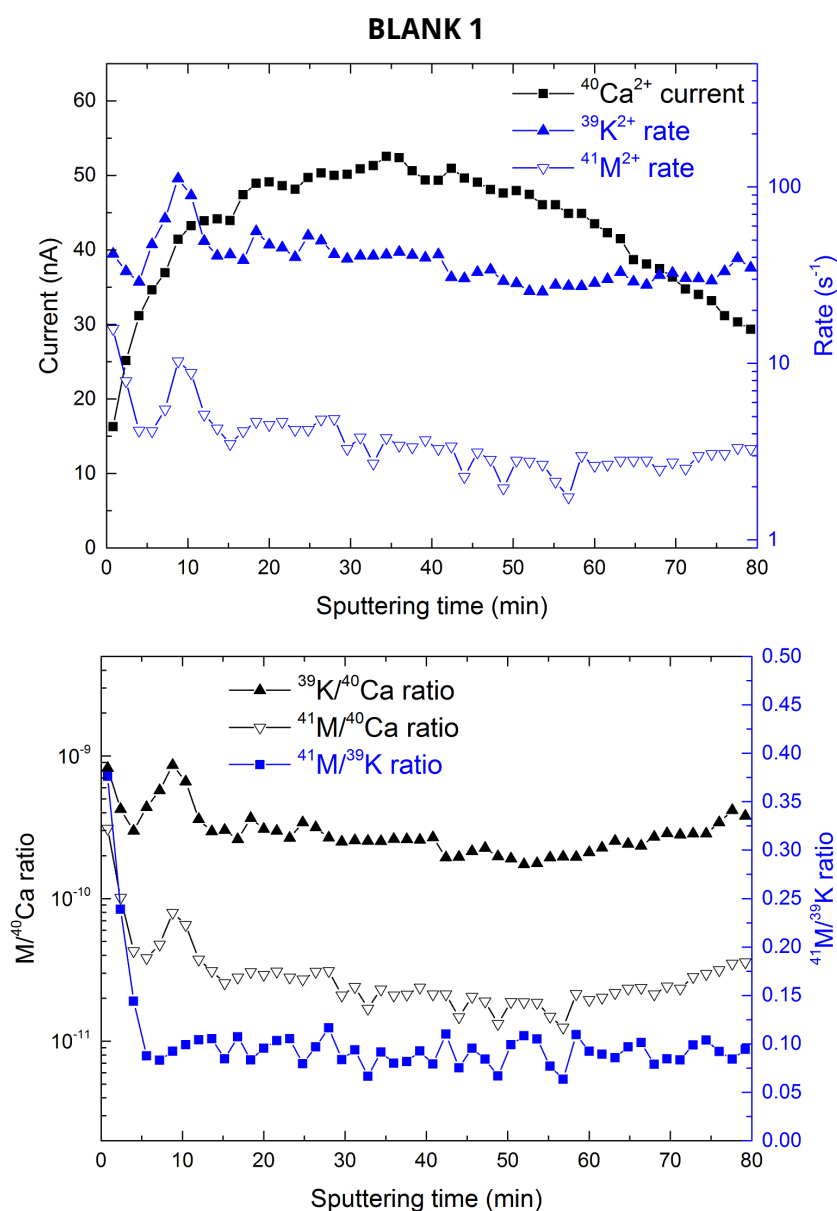 BLANK 1
⁴⁰Ca²⁺ current
³⁹K²⁺ rate
⁴¹M²⁺ rate
60
50
40
30
20
10
0
Current (nA)
100
10
1
Rate (s⁻¹)
0 10 20 30 40 50 60 70 80
Sputtering time (min)
³⁹K/⁴⁰Ca ratio
⁴¹M/⁴⁰Ca ratio
⁴¹M/³⁹K ratio
10⁻⁹
10⁻¹⁰
10⁻¹¹
M/⁴⁰Ca ratio
0.50
0.45
0.40
0.35
0.30
0.25
0.20
0.15
0.10
0.05
0.00
⁴¹M/³⁹K ratio
0 10 20 30 40 50 60 70 80
Sputtering time (min)